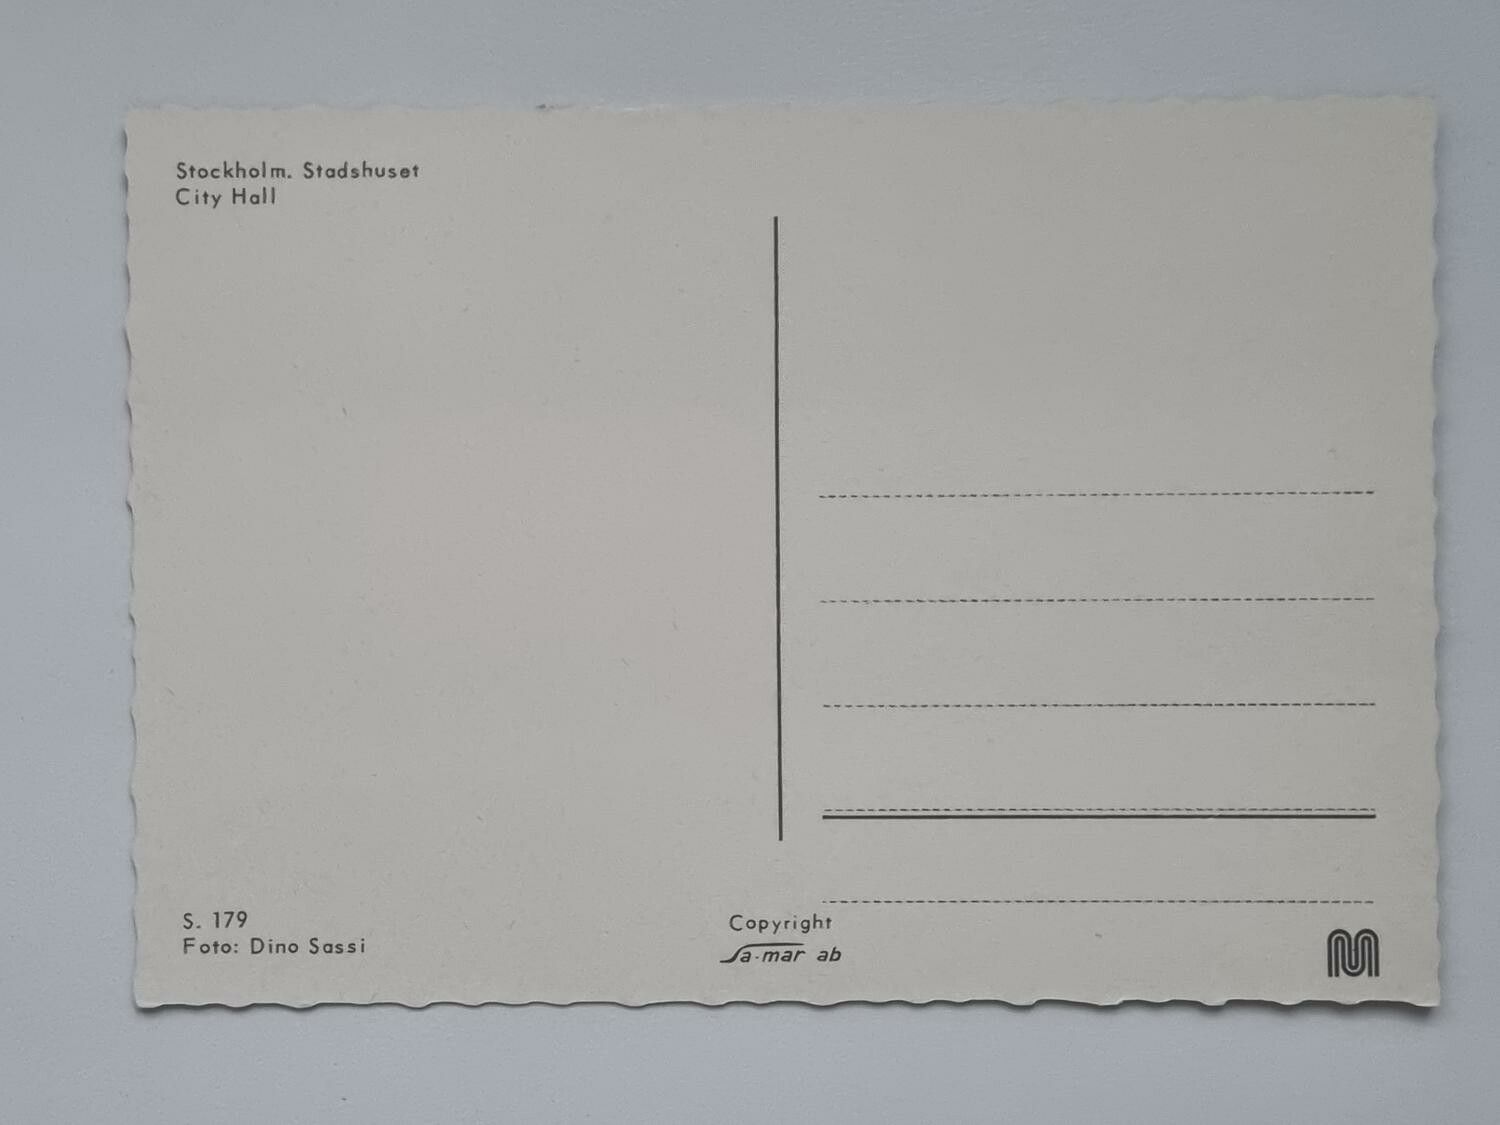 Stockholm. Stadshuset
City Hall
S. 179
Foto: Dino Sassi
Copyright
Sa-mar ab
M